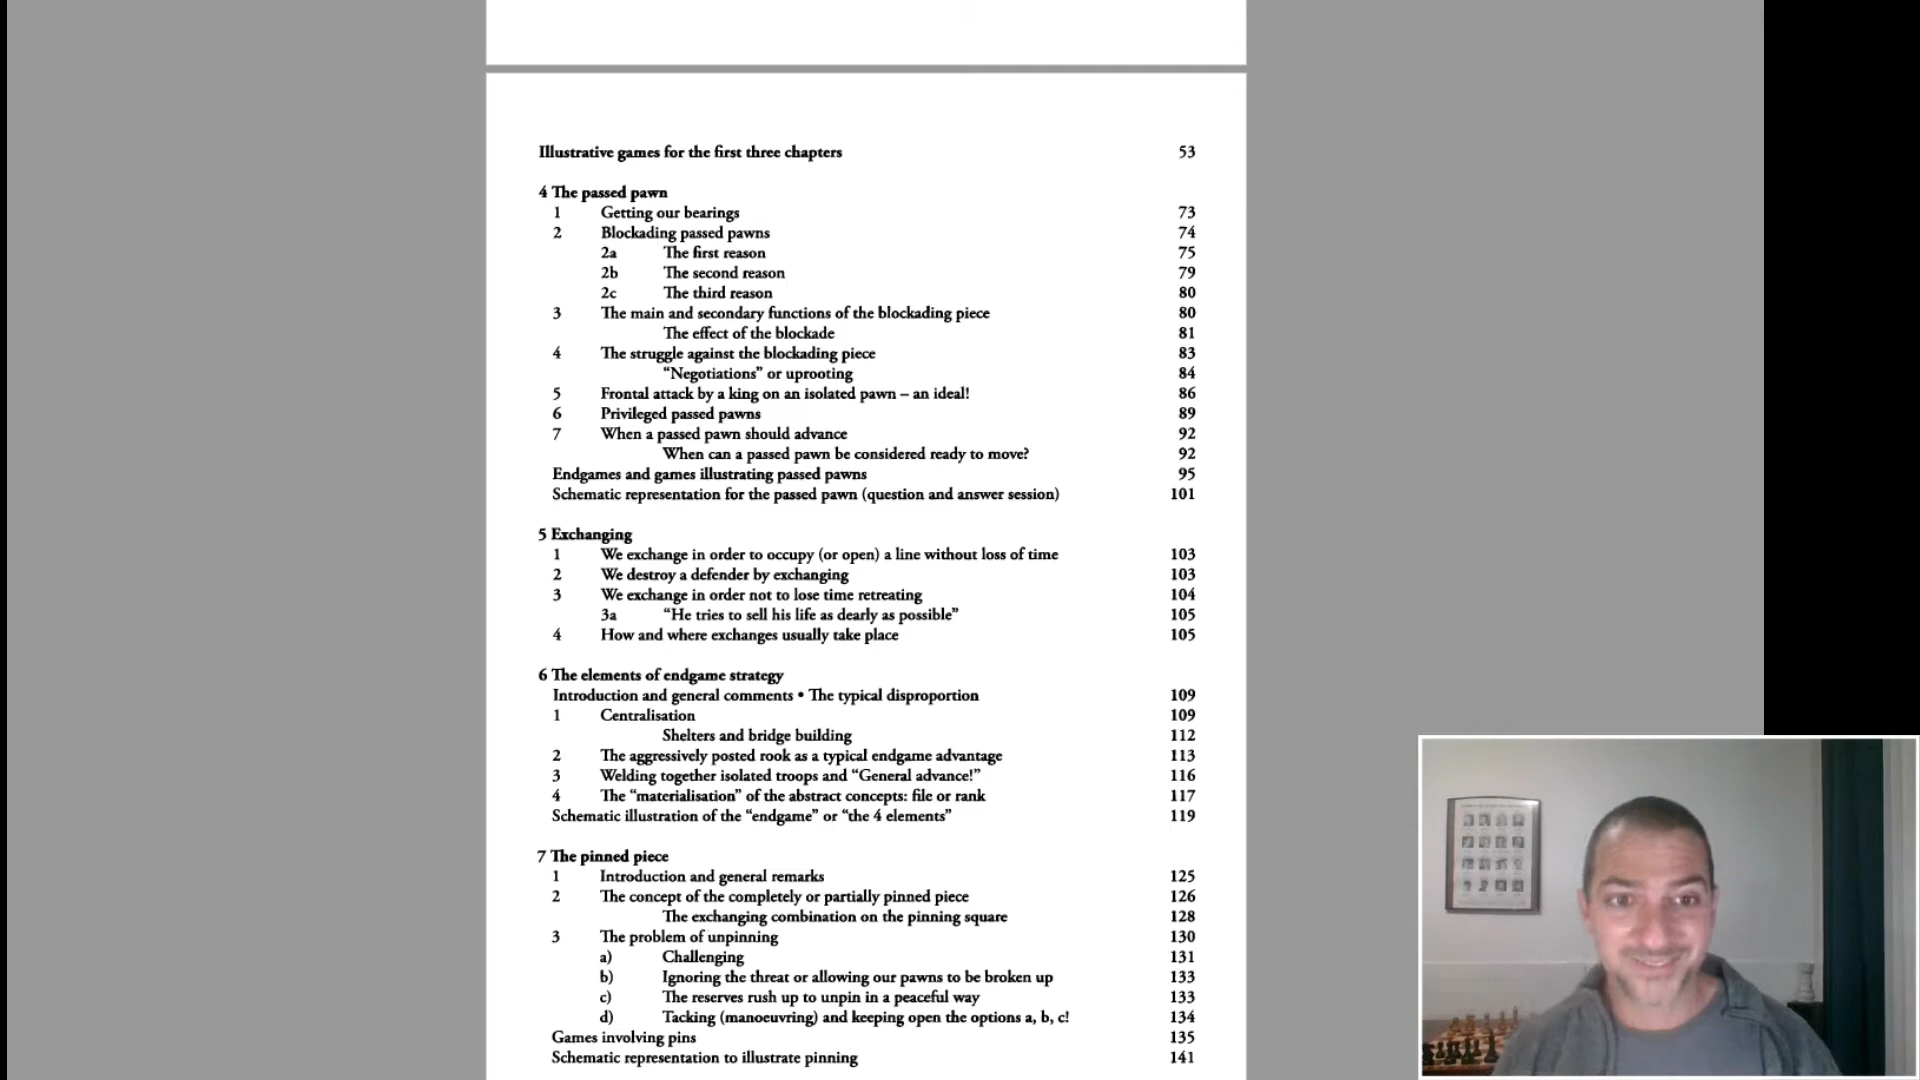 Illustrative games for the first three chapters 53
4 The passed pawn
1 Getting our bearings 73
2 Blockading passed pawns 74
2a The first reason 75
2b The second reason 79
2c The third reason 80
3 The main and secondary functions of the blockading piece 80
The effect of the blockade 81
4 The struggle against the blockading piece 83
“Negotiations” or uprooting 84
5 Frontal attack by a king on an isolated pawn – an ideal! 86
6 Privileged passed pawns 89
7 When a passed pawn should advance 92
When can a passed pawn be considered ready to move? 92
Endgames and games illustrating passed pawns 95
Schematic representation for the passed pawn (question and answer session) 101
5 Exchanging
1 We exchange in order to occupy (or open) a line without loss of time 103
2 We destroy a defender by exchanging 103
3 We exchange in order not to lose time retreating 104
3a “He tries to sell his life as dearly as possible” 105
4 How and where exchanges usually take place 105
6 The elements of endgame strategy
Introduction and general comments • The typical disproportion 109
1 Centralisation 109
Shelters and bridge building 112
2 The aggressively posted rook as a typical endgame advantage 113
3 Welding together isolated troops and “General advance!” 116
4 The “materialisation” of the abstract concepts: file or rank 117
Schematic illustration of the “endgame” or “the 4 elements” 119
7 The pinned piece
1 Introduction and general remarks 125
2 The concept of the completely or partially pinned piece 126
The exchanging combination on the pinning square 128
3 The problem of unpinning 130
a) Challenging 131
b) Ignoring the threat or allowing our pawns to be broken up 133
c) The reserves rush up to unpin in a peaceful way 133
d) Tacking (manoeuvring) and keeping open the options a, b, c! 134
Games involving pins 135
Schematic representation to illustrate pinning 141